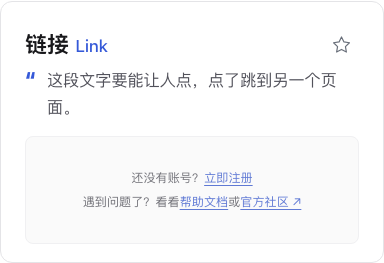 链接 Link
“ 这段文字要能让人点，点了跳到另一个页
面。
还没有账号？立即注册
遇到问题了？看看帮助文档或官方社区 ↗